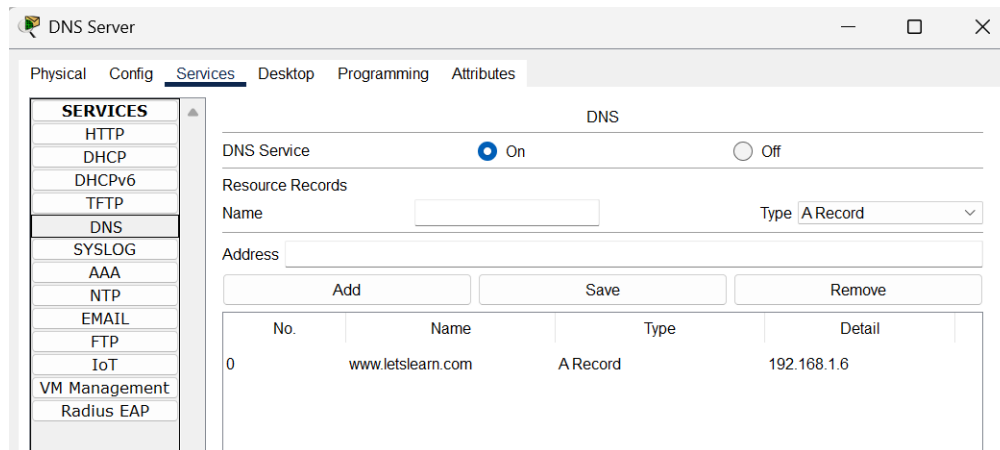 DNS Server
Physical Config Services Desktop Programming Attributes
SERVICES
HTTP
DHCP
DHCPv6
TFTP
DNS
SYSLOG
AAA
NTP
EMAIL
FTP
IoT
VM Management
Radius EAP
DNS
DNS Service On Off
Resource Records
Name Type A Record
Address
Add Save Remove
No. Name Type Detail
0 www.letslearn.com A Record 192.168.1.6